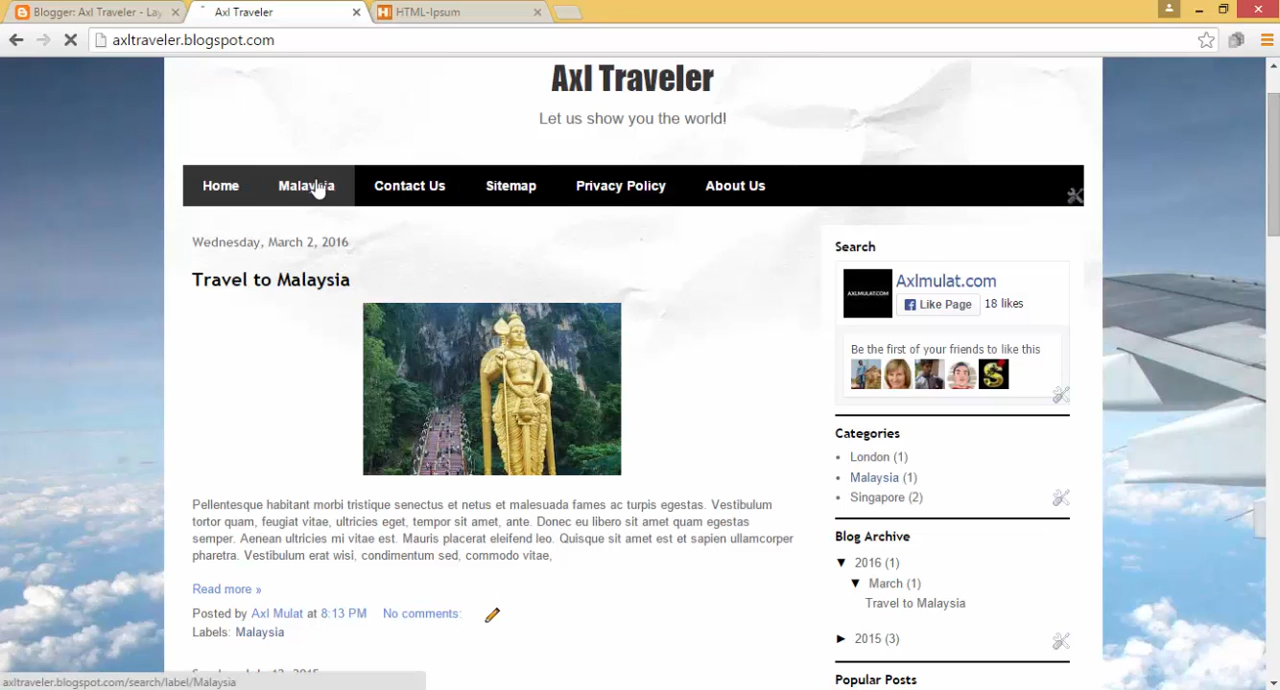 Blogger: Axl Traveler - Lay
Axl Traveler
HTML-Ipsum
axltraveler.blogspot.com
Axl Traveler
Let us show you the world!
Home Malaysia Contact Us Sitemap Privacy Policy About Us
Wednesday, March 2, 2016
Travel to Malaysia
Pellentesque habitant morbi tristique senectus et netus et malesuada fames ac turpis egestas. Vestibulum
tortor quam, feugiat vitae, ultricies eget, tempor sit amet, ante. Donec eu libero sit amet quam egestas
semper. Aenean ultricies mi vitae est. Mauris placerat eleifend leo. Quisque sit amet est et sapien ullamcorper
pharetra. Vestibulum erat wisi, condimentum sed, commodo vitae,
Read more »
Posted by Axl Mulat at 8:13 PM No comments:
Labels: Malaysia
Search
AXLMULAT.COM
Axlmulat.com
Like Page 18 likes
Be the first of your friends to like this
Categories
London (1)
Malaysia (1)
Singapore (2)
Blog Archive
▼ 2016 (1)
▼ March (1)
Travel to Malaysia
► 2015 (3)
Popular Posts
axltraveler.blogspot.com/search/label/Malaysia